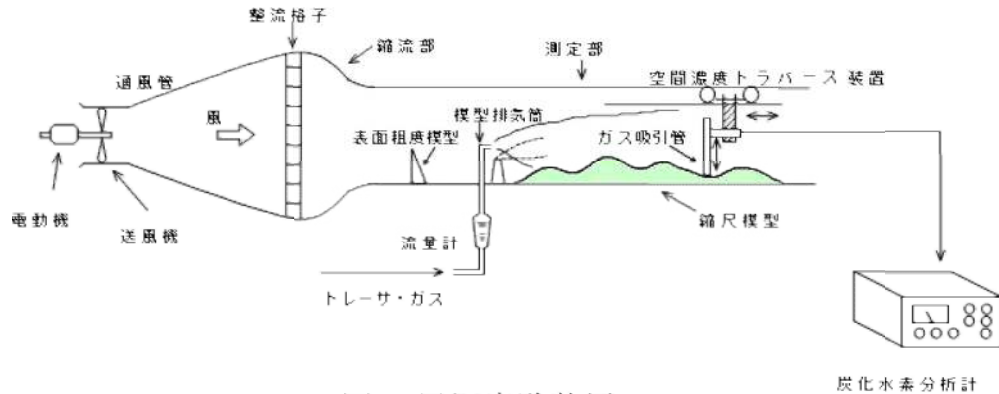 整流格子
縮流部
測定部
空間濃度トラバース装置
通風管
風
模型排気筒
表面粗度模型
ガス吸引管
電動機
送風機
縮尺模型
流量計
トレーサ・ガス
炭化水素分析計